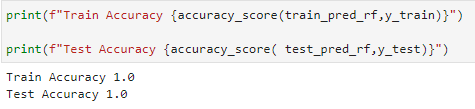 print(f"Train Accuracy {accuracy_score(train_pred_rf,y_train)}")
print(f"Test Accuracy {accuracy_score( test_pred_rf,y_test)}")
Train Accuracy 1.0
Test Accuracy 1.0